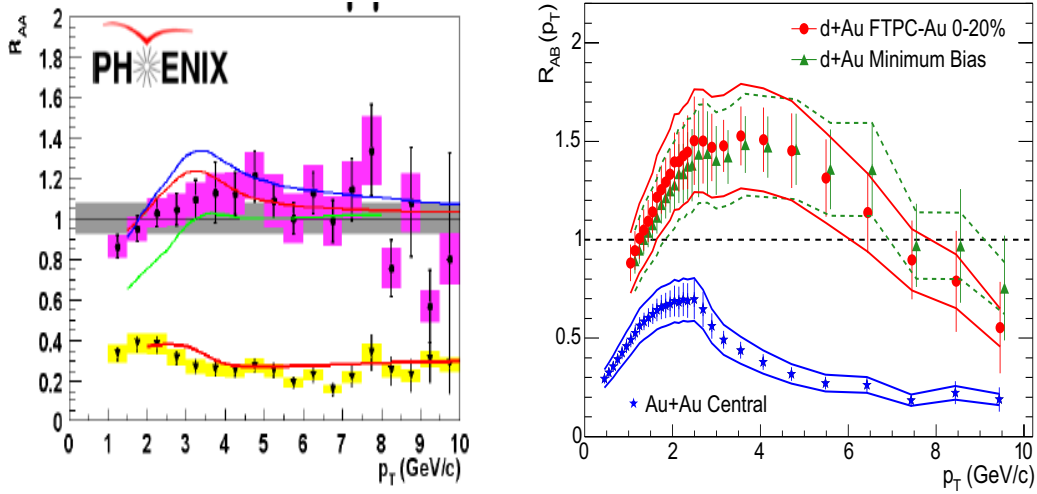 R_AA
2
1.8
1.6
1.4
1.2
1
0.8
0.6
0.4
0.2
0
PHENIX
0 1 2 3 4 5 6 7 8 9 10
p_T (GeV/c)
R_AB(p_T)
2
1.5
1
0.5
0
d+Au FTPC-Au 0-20%
d+Au Minimum Bias
Au+Au Central
0 2 4 6 8 10
p_T (GeV/c)